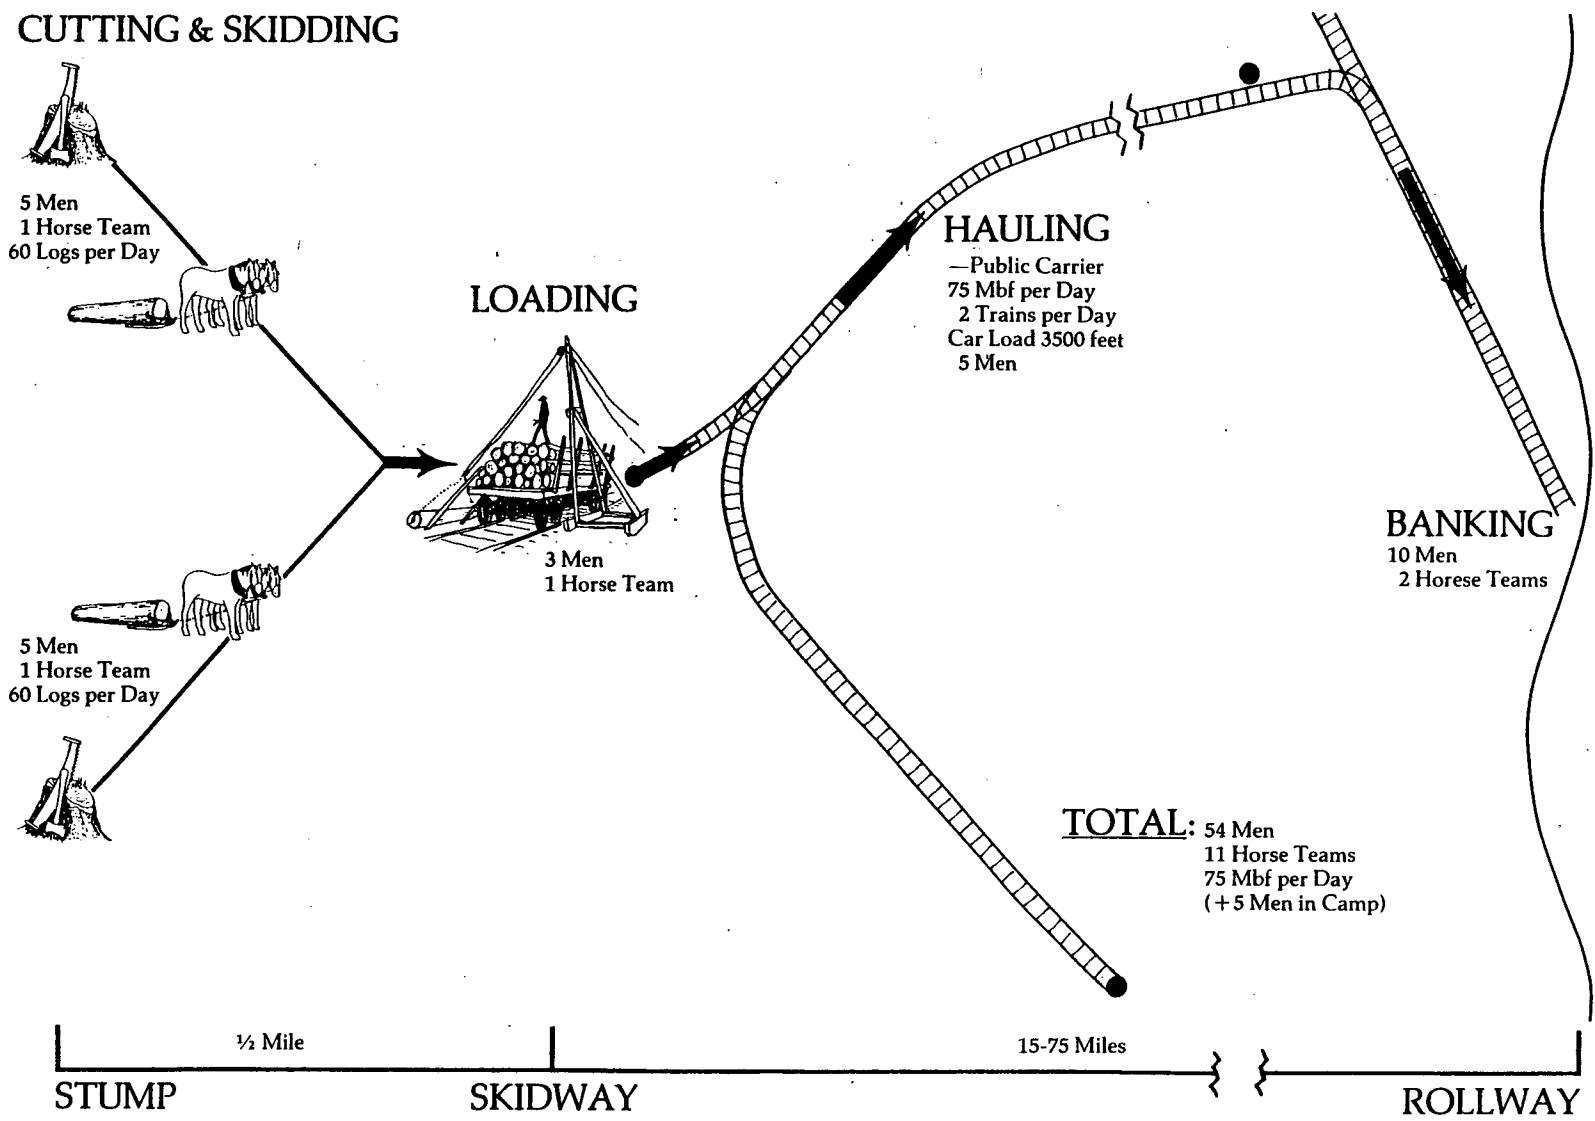 CUTTING & SKIDDING
5 Men
1 Horse Team
60 Logs per Day
LOADING
3 Men
1 Horse Team
5 Men
1 Horse Team
60 Logs per Day
HAULING
—Public Carrier
75 Mbf per Day
2 Trains per Day
Car Load 3500 feet
5 Men
BANKING
10 Men
2 Horese Teams
TOTAL: 54 Men
11 Horse Teams
75 Mbf per Day
(+5 Men in Camp)
½ Mile
15-75 Miles
STUMP
SKIDWAY
ROLLWAY